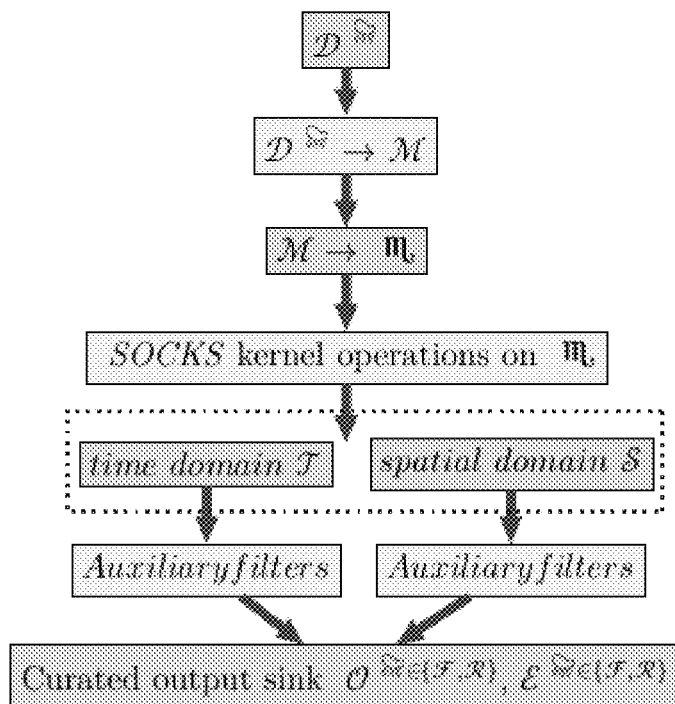 𝒟
𝒟 → ℳ
ℳ → ♏
SOCKS kernel operations on ♏
time domain 𝒯
spatial domain 𝒮
Auxiliaryfilters
Auxiliaryfilters
Curated output sink 𝒪 ∈{ℱ,ℛ}, ℰ ∈{ℱ,ℛ}